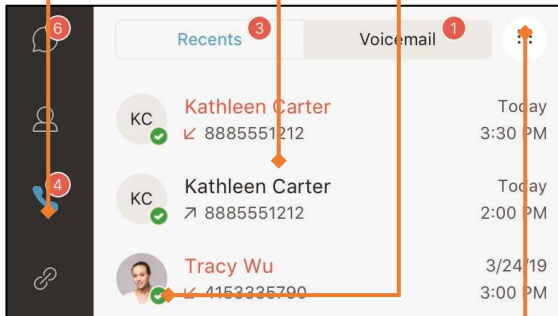 6
Recents 3
Voicemail 1
KC
Kathleen Carter
Today
8885551212
3:30 PM
4
KC
Kathleen Carter
Today
8885551212
2:00 PM
Tracy Wu
3/24/19
4153335790
3:00 PM